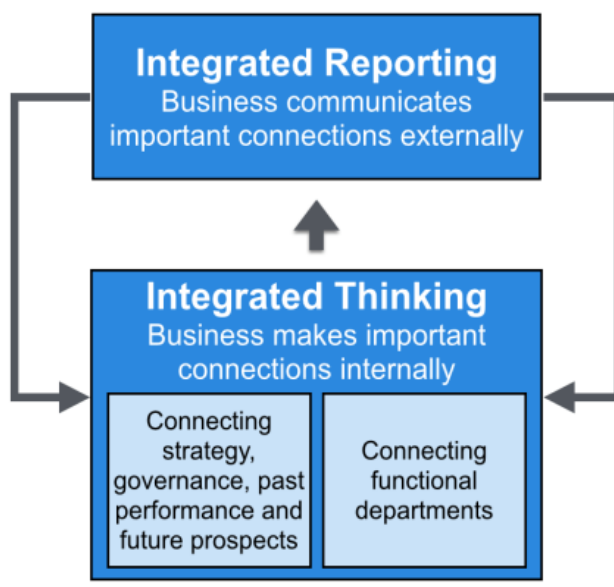 Integrated Reporting
Business communicates
important connections externally
Integrated Thinking
Business makes important
connections internally
Connecting
strategy,
governance, past
performance and
future prospects
Connecting
functional
departments